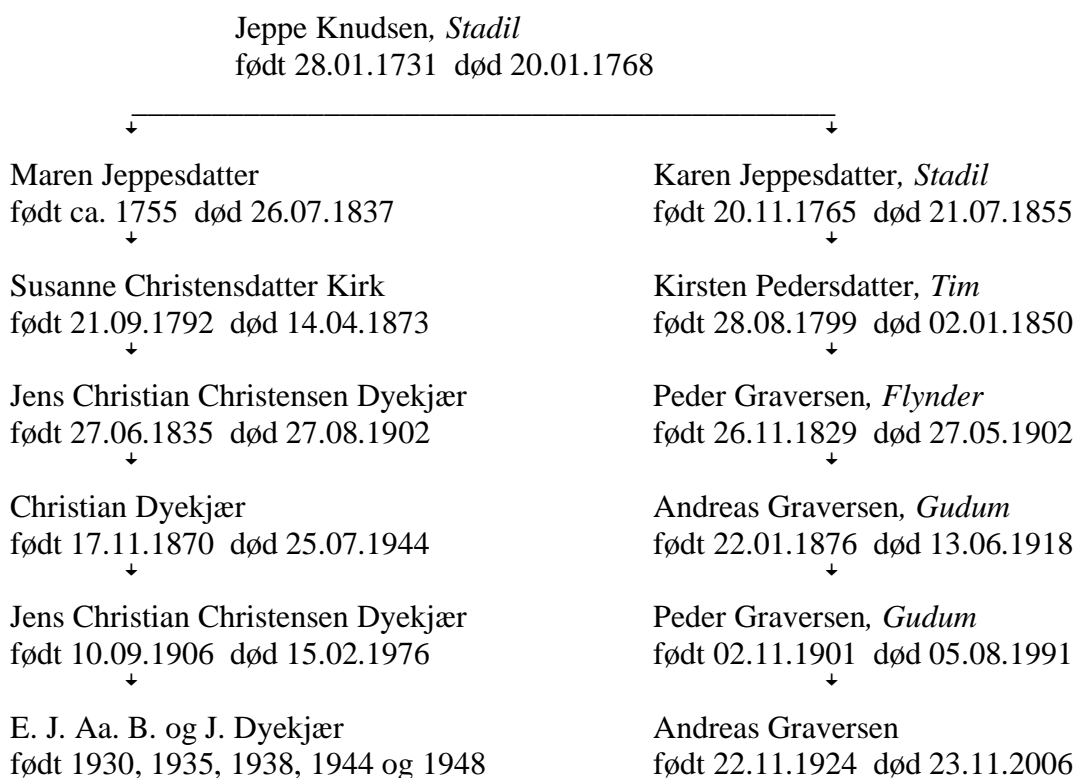 Jeppe Knudsen, Stadil
født 28.01.1731 død 20.01.1768
Maren Jeppesdatter
født ca. 1755 død 26.07.1837
Karen Jeppesdatter, Stadil
født 20.11.1765 død 21.07.1855
Susanne Christensdatter Kirk
født 21.09.1792 død 14.04.1873
Kirsten Pedersdatter, Tim
født 28.08.1799 død 02.01.1850
Jens Christian Christensen Dyekjær
født 27.06.1835 død 27.08.1902
Peder Graversen, Flynder
født 26.11.1829 død 27.05.1902
Christian Dyekjær
født 17.11.1870 død 25.07.1944
Andreas Graversen, Gudum
født 22.01.1876 død 13.06.1918
Jens Christian Christensen Dyekjær
født 10.09.1906 død 15.02.1976
Peder Graversen, Gudum
født 02.11.1901 død 05.08.1991
E. J. Aa. B. og J. Dyekjær
født 1930, 1935, 1938, 1944 og 1948
Andreas Graversen
født 22.11.1924 død 23.11.2006